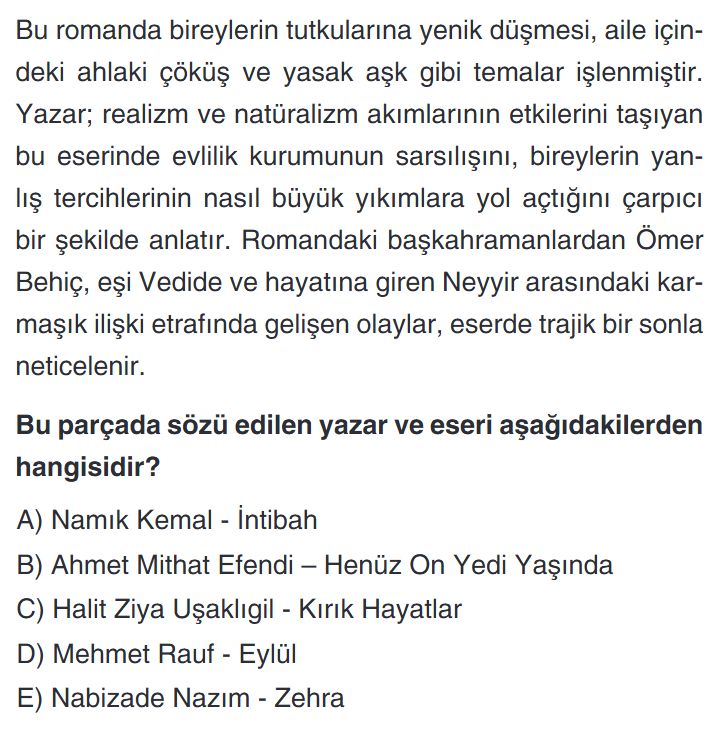 Bu romanda bireylerin tutkularına yenik düşmesi, aile için-
deki ahlaki çöküş ve yasak aşk gibi temalar işlenmiştir.
Yazar; realizm ve natüralizm akımlarının etkilerini taşıyan
bu eserinde evlilik kurumunun sarsılışını, bireylerin yan-
lış tercihlerinin nasıl büyük yıkımlara yol açtığını çarpıcı
bir şekilde anlatır. Romandaki başkahramanlardan Ömer
Behiç, eşi Vedide ve hayatına giren Neyyir arasındaki kar-
maşık ilişki etrafında gelişen olaylar, eserde trajik bir sonla
neticelenir.
Bu parçada sözü edilen yazar ve eseri aşağıdakilerden
hangisidir?
A) Namık Kemal - İntibah
B) Ahmet Mithat Efendi – Henüz On Yedi Yaşında
C) Halit Ziya Uşaklıgil - Kırık Hayatlar
D) Mehmet Rauf - Eylül
E) Nabizade Nazım - Zehra